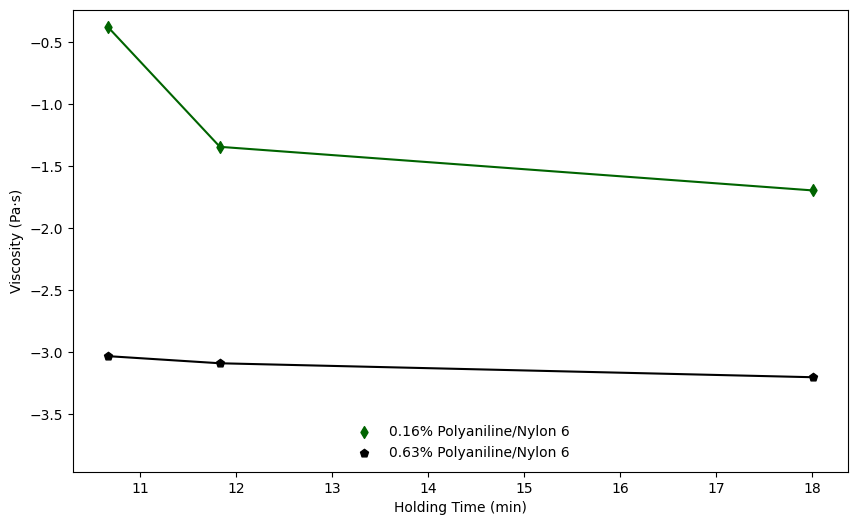 −0.5
−1.0
−1.5
−2.0
−2.5
−3.0
−3.5
Viscosity (Pa·s)
0.16% Polyaniline/Nylon 6
0.63% Polyaniline/Nylon 6
11 12 13 14 15 16 17 18
Holding Time (min)